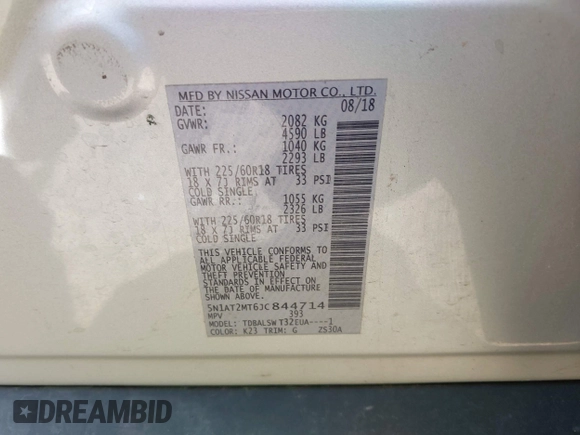 MFD BY NISSAN MOTOR CO., LTD.
DATE: 08/18
GVWR: 2082 KG
4590 LB
GAWR FR.: 1040 KG
2293 LB
WITH 225/60R18 TIRES
18 X 7J RIMS AT 33 PSI
COLD SINGLE
GAWR RR.: 1055 KG
2326 LB
WITH 225/60R18 TIRES
18 X 7J RIMS AT 33 PSI
COLD SINGLE
THIS VEHICLE CONFORMS TO
ALL APPLICABLE FEDERAL
MOTOR VEHICLE SAFETY AND
THEFT PREVENTION
STANDARDS IN EFFECT ON
THE DATE OF MANUFACTURE
SHOWN ABOVE.
5N1AT2MT6JC844714
MPV 393
MODEL: TDBALSW T32EUA----1
COLOR: K23 TRIM: G ZS30A
DREAMBID